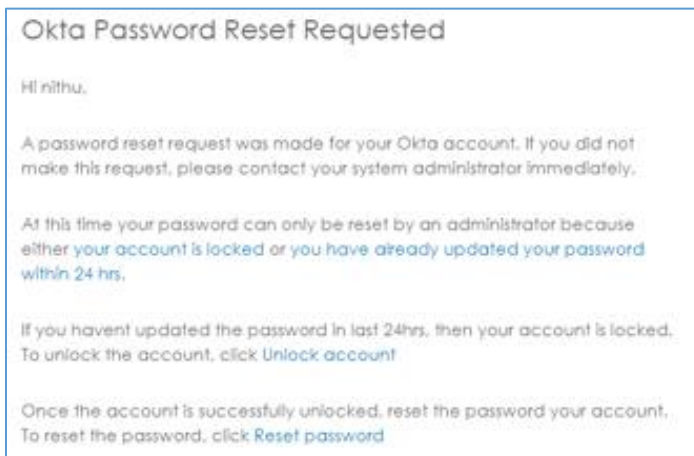 Okta Password Reset Requested
Hi nithu,
A password reset request was made for your Okta account. If you did not
make this request, please contact your system administrator immediately.
At this time your password can only be reset by an administrator because
either your account is locked or you have already updated your password
within 24 hrs.
If you havent updated the password in last 24hrs, then your account is locked.
To unlock the account, click Unlock account
Once the account is successfully unlocked, reset the password your account.
To reset the password, click Reset password